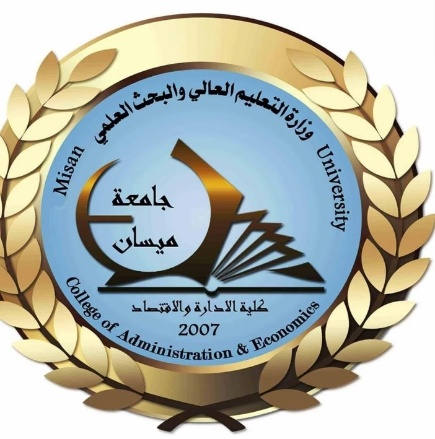 وزارة التعليم العالي والبحث العلمي
Misan University
جامعة
ميسان
كلية الادارة والاقتصاد
2007
College of Administration & Economics